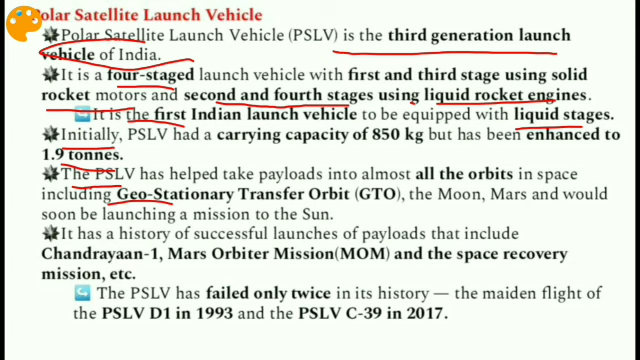 Polar Satellite Launch Vehicle
Polar Satellite Launch Vehicle (PSLV) is the third generation launch
vehicle of India.
It is a four-staged launch vehicle with first and third stage using solid
rocket motors and second and fourth stages using liquid rocket engines.
It is the first Indian launch vehicle to be equipped with liquid stages.
Initially, PSLV had a carrying capacity of 850 kg but has been enhanced to
1.9 tonnes.
The PSLV has helped take payloads into almost all the orbits in space
including Geo-Stationary Transfer Orbit (GTO), the Moon, Mars and would
soon be launching a mission to the Sun.
It has a history of successful launches of payloads that include
Chandrayaan-1, Mars Orbiter Mission(MOM) and the space recovery
mission, etc.
The PSLV has failed only twice in its history — the maiden flight of
the PSLV D1 in 1993 and the PSLV C-39 in 2017.